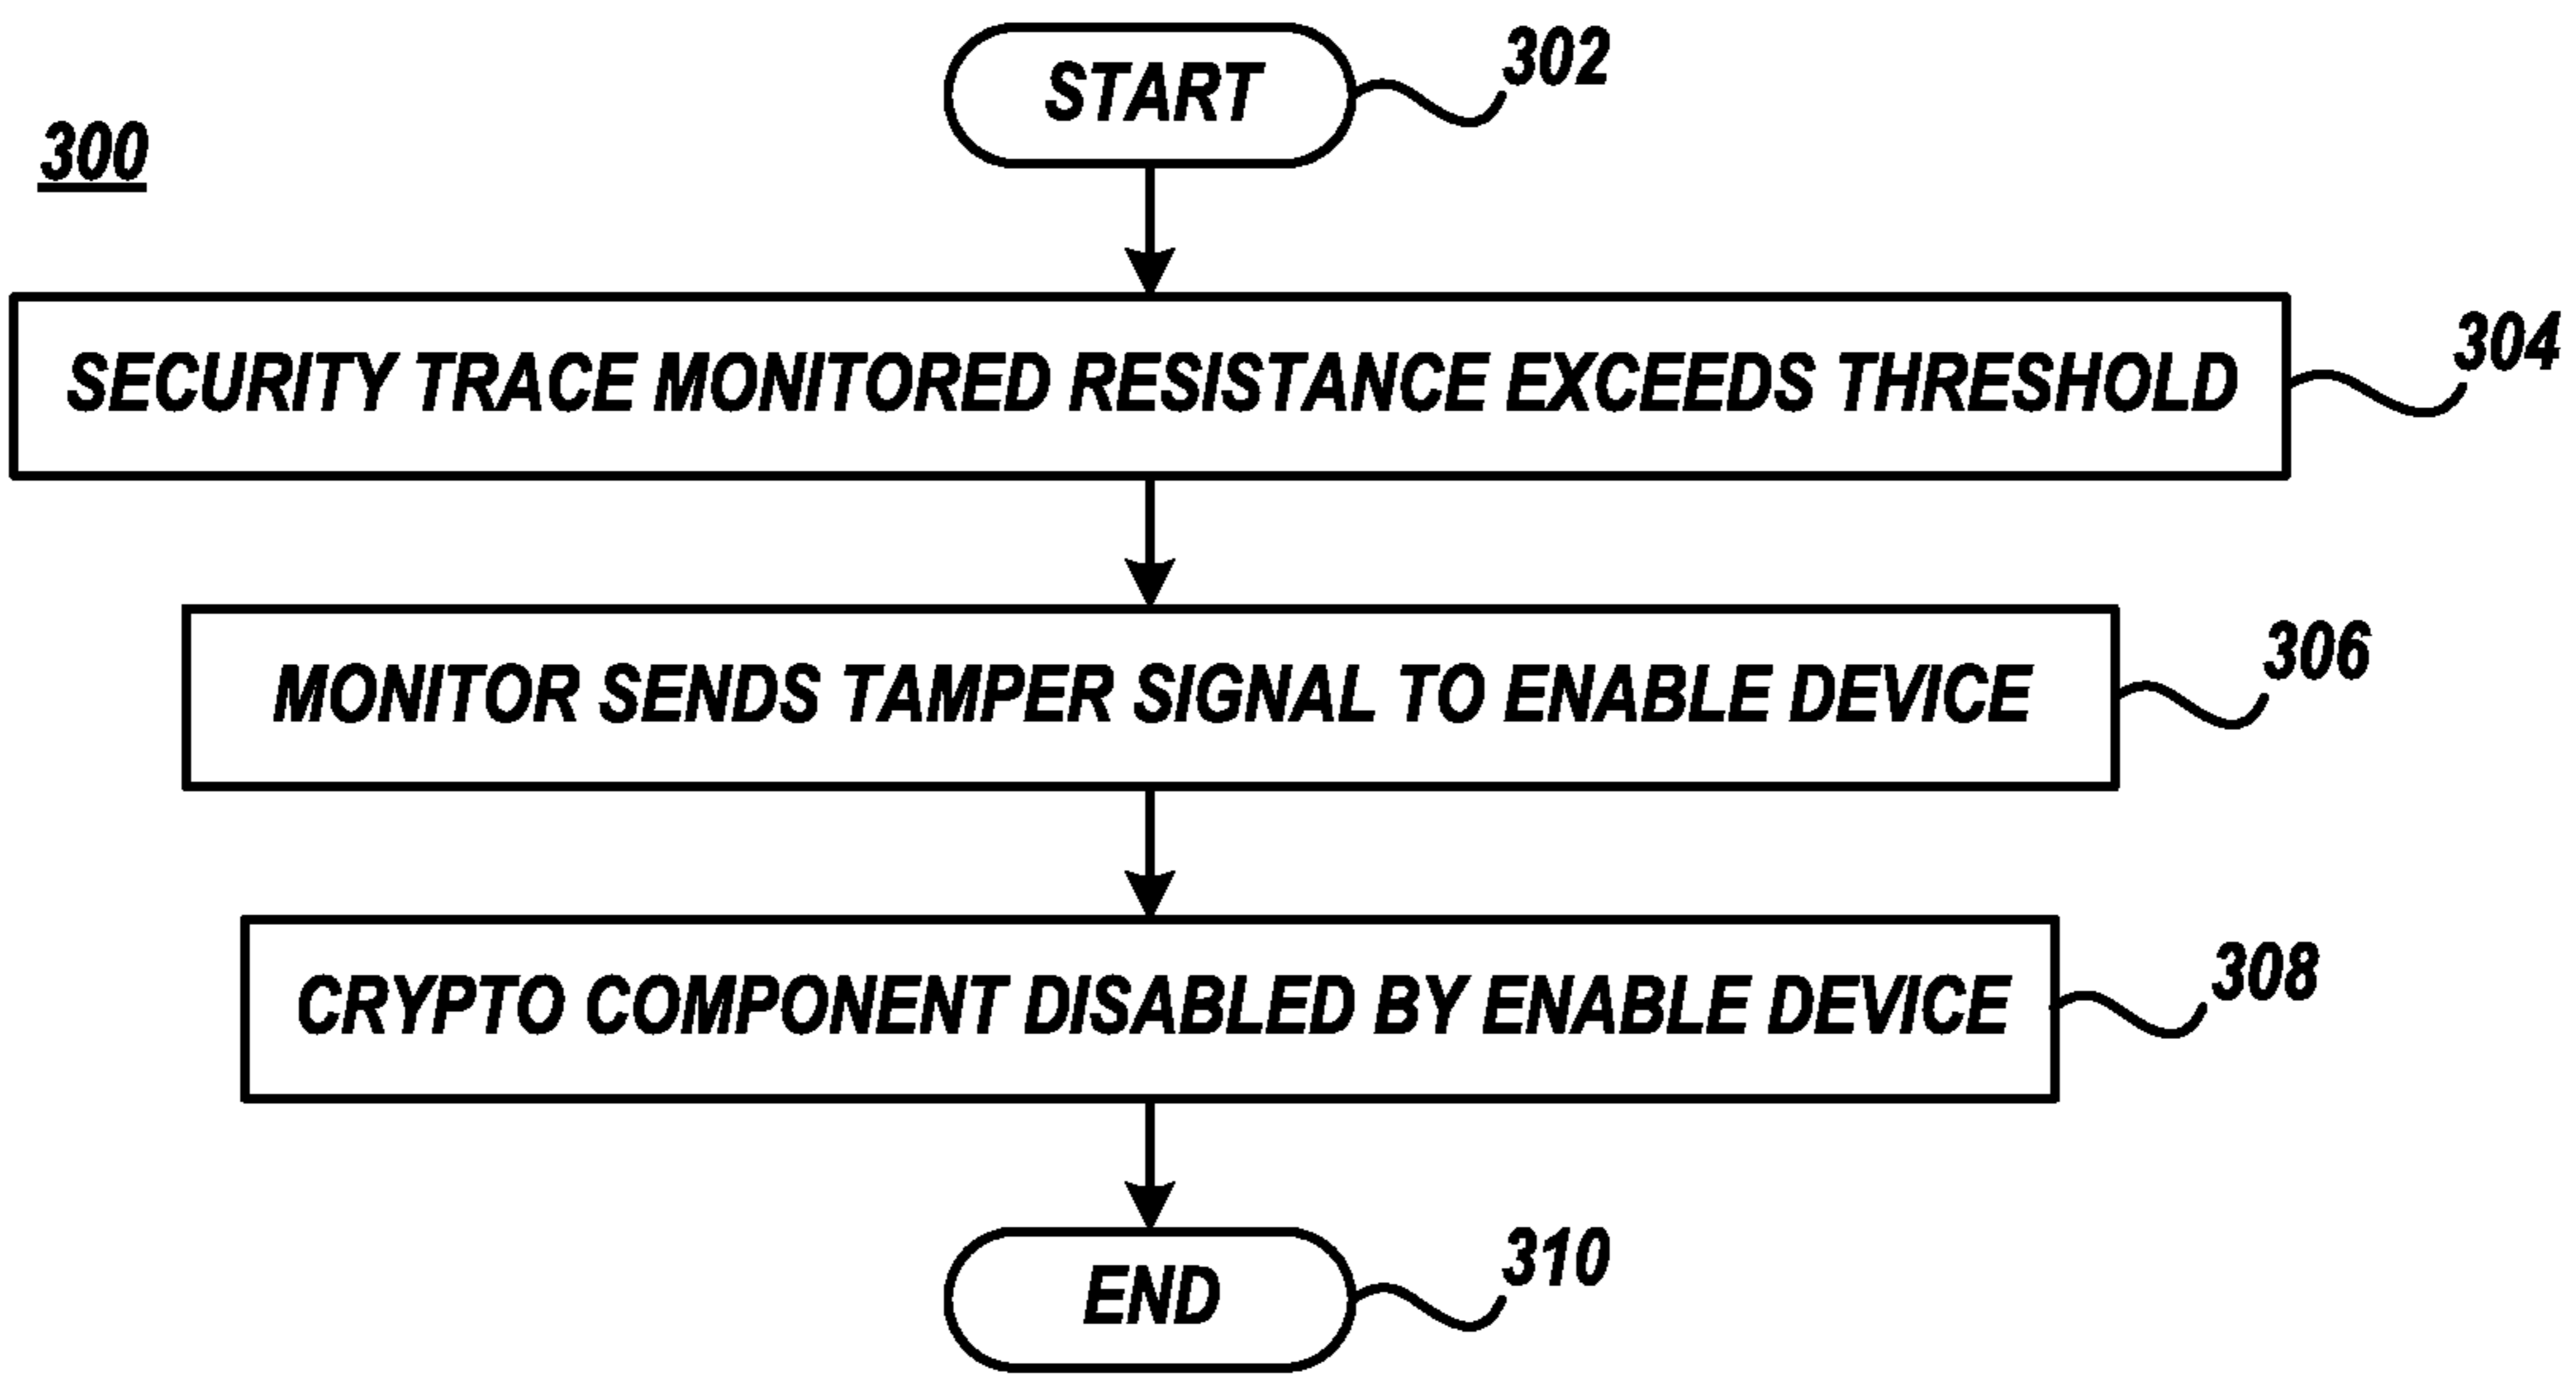 START
302
300
SECURITY TRACE MONITORED RESISTANCE EXCEEDS THRESHOLD
304
MONITOR SENDS TAMPER SIGNAL TO ENABLE DEVICE
306
CRYPTO COMPONENT DISABLED BY ENABLE DEVICE
308
END
310